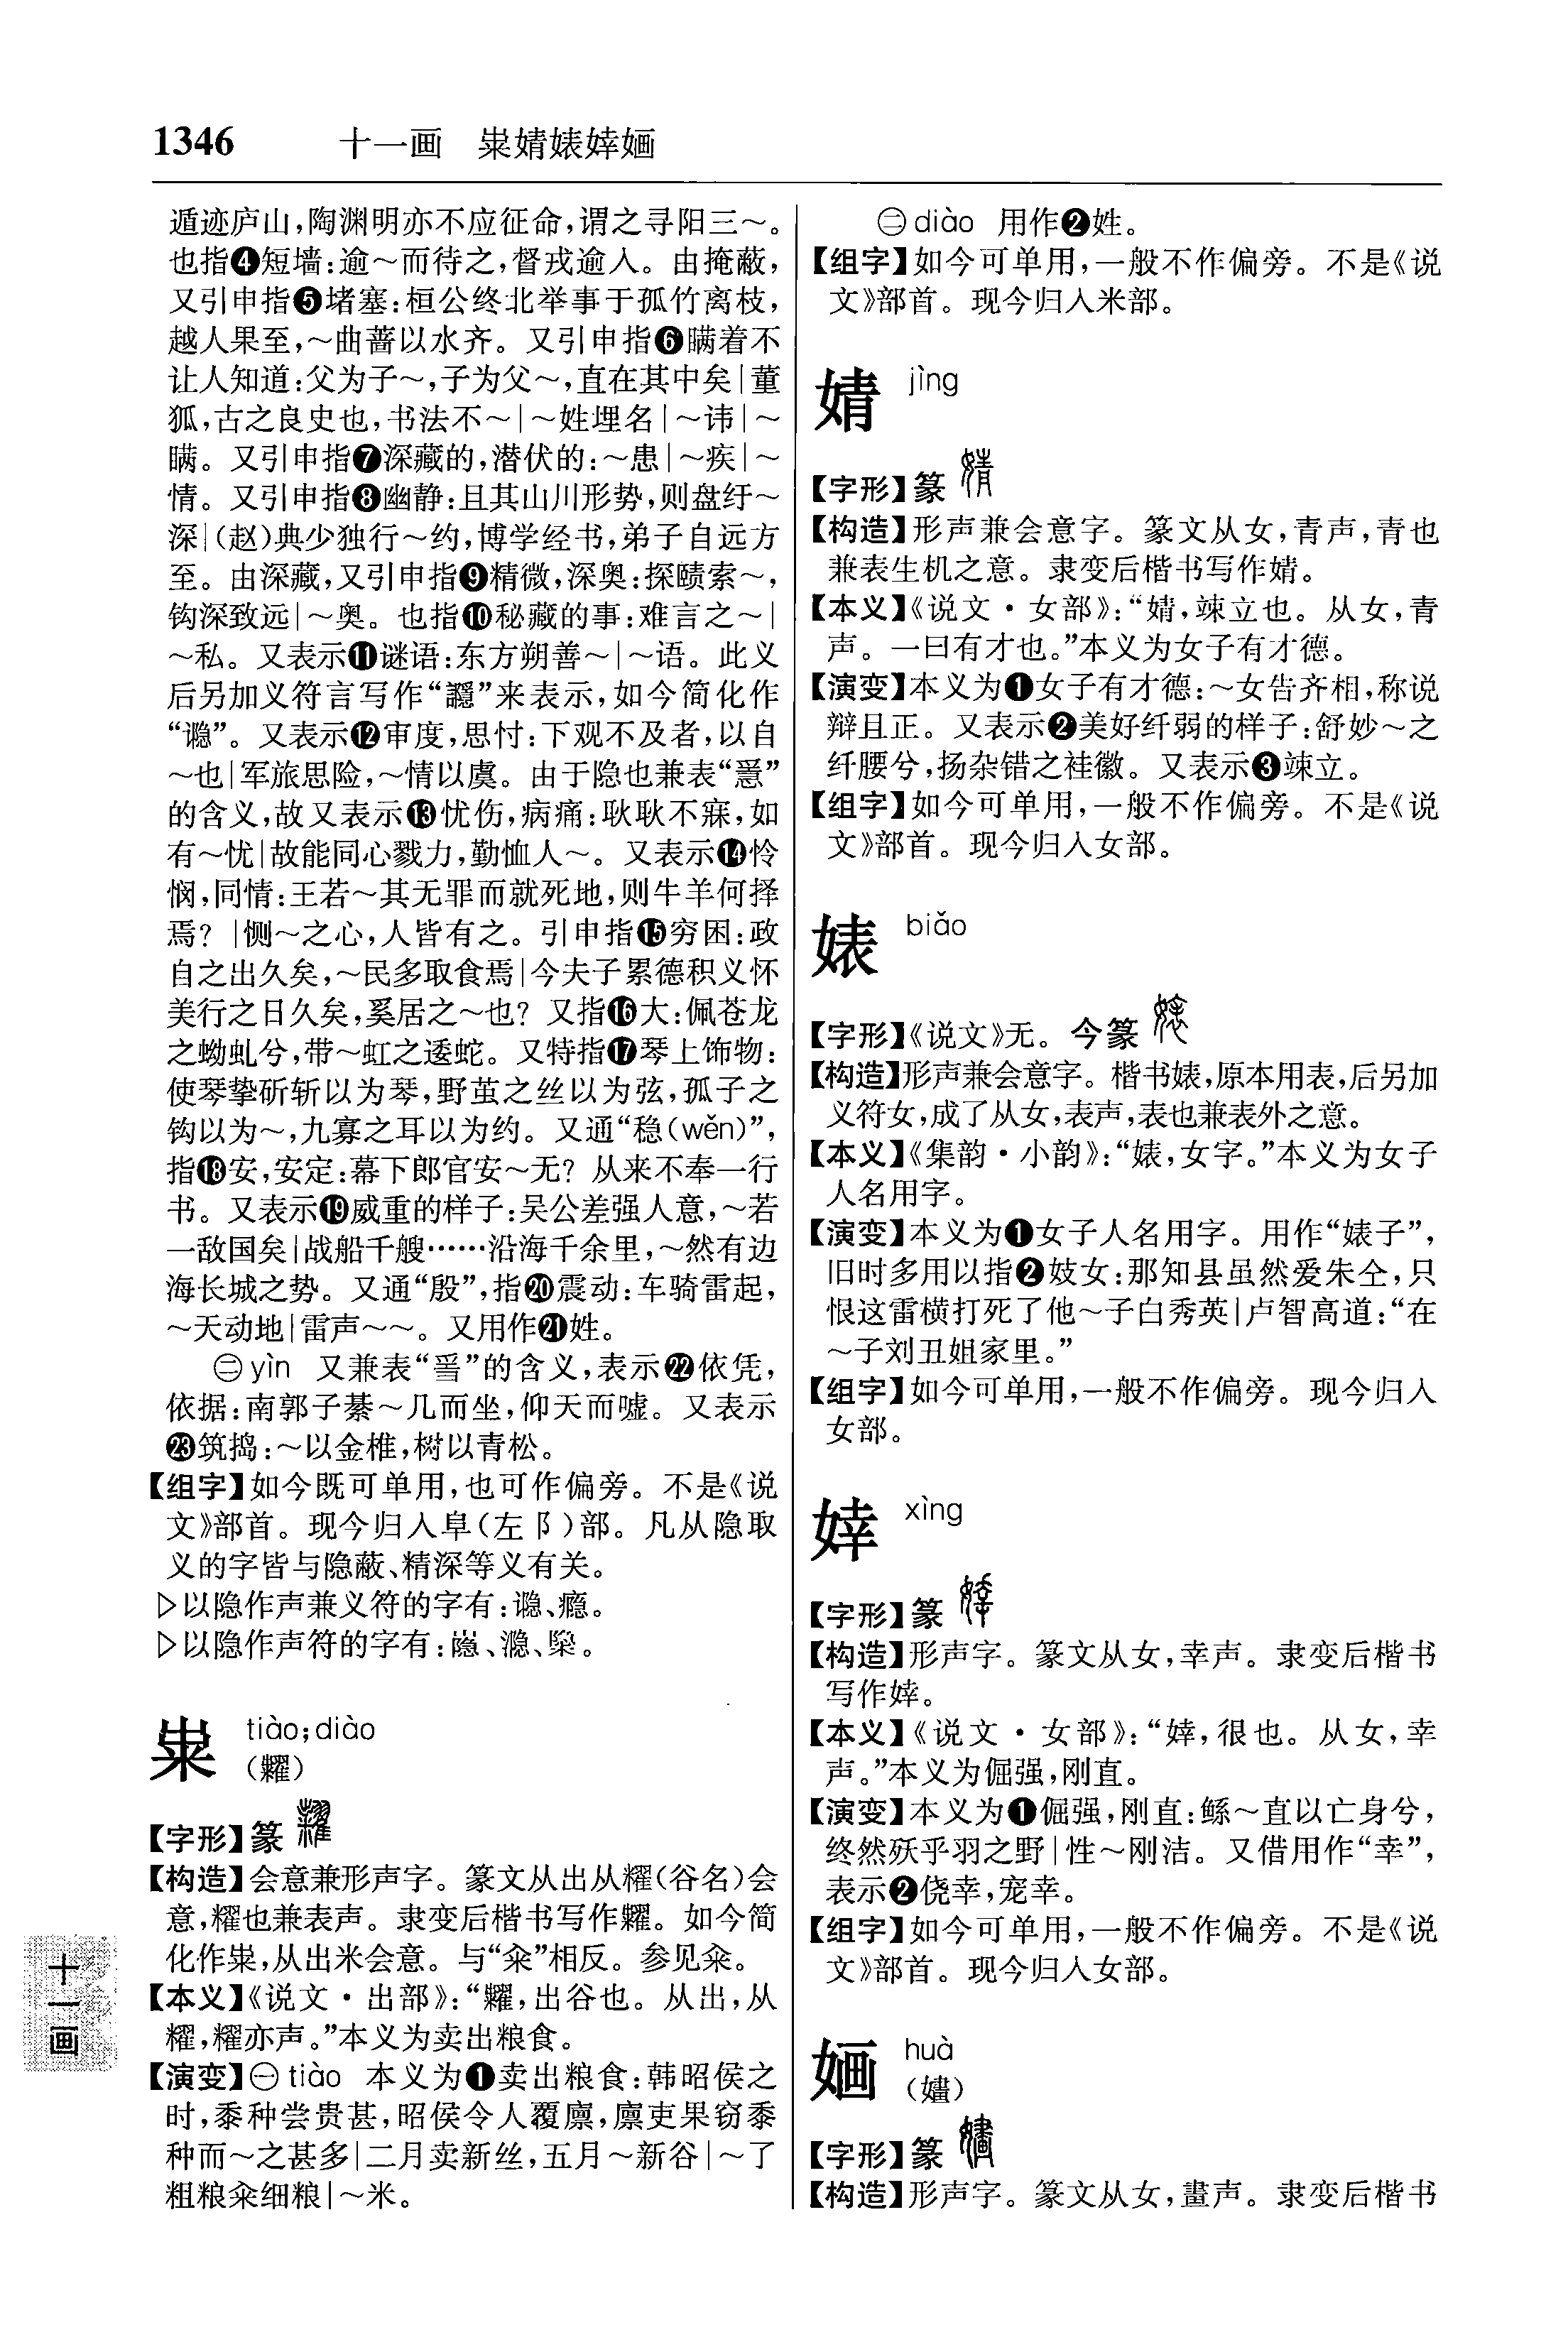 1346 十一画 粜婧婊婞婳
遁迹庐山,陶渊明亦不应征命,谓之寻阳三～。
也指❹短墙:逾～而待之,督戎逾入。由掩蔽,
又引申指❺堵塞:桓公终北举事于孤竹离枝,
越人果至,～曲蔷以水齐。又引申指❻瞒着不
让人知道:父为子～,子为父～,直在其中矣|董
狐,古之良史也,书法不～|～姓埋名|～讳|～
瞒。又引申指❼深藏的,潜伏的:～患|～疾|～
情。又引申指❽幽静:且其山川形势,则盘纡～
深|(赵)典少独行～约,博学经书,弟子自远方
至。由深藏,又引申指❾精微,深奥:探赜索～,
钩深致远|～奥。也指❿秘藏的事:难言之～|
～私。又表示⓫谜语:东方朔善～|～语。此义
后另加义符言写作“讔”来表示,如今简化作
“𬤇”。又表示⓬审度,思忖:下观不及者,以自
～也|军旅思险,～情以虞。由于隐也兼表“㥯”
的含义,故又表示⓭忧伤,病痛:耿耿不寐,如
有～忧|故能同心戮力,勤恤人～。又表示⓮怜
悯,同情:王若～其无罪而就死地,则牛羊何择
焉?|恻～之心,人皆有之。引申指⓯穷困:政
自之出久矣,～民多取食焉|今夫子累德积义怀
美行之日久矣,奚居之～也?又指⓰大:佩苍龙
之蚴虬兮,带～虹之逶蛇。又特指⓱琴上饰物:
使琴挚斫斩以为琴,野茧之丝以为弦,孤子之
钩以为～,九寡之耳以为约。又通“稳(wěn)”,
指⓲安,安定:幕下郎官安～无?从来不奉一行
书。又表示⓳威重的样子:吴公差强人意,～若
一敌国矣|战船千艘……沿海千余里,～然有边
海长城之势。又通“殷”,指⓴震动:车骑雷起,
～天动地|雷声～～。又用作㉑姓。
㊁yìn 又兼表“𤔌”的含义,表示㉒依凭,
依据:南郭子綦～几而坐,仰天而嘘。又表示
㉓筑捣:～以金椎,树以青松。
【组字】如今既可单用,也可作偏旁。不是《说
文》部首。现今归入阜(左阝)部。凡从隐取
义的字皆与隐蔽、精深等义有关。
▷以隐作声兼义符的字有:𬤇、瘾。
▷以隐作声符的字有:
粜 tiào;diào
(糶)
【字形】篆
【构造】会意兼形声字。篆文从出从糴(谷名)会
意,糴也兼表声。隶变后楷书写作糶。如今简
化作粜,从出米会意。与“籴”相反。参见籴。
【本义】《说文·出部》:“糶,出谷也。从出,从
糴,糴亦声。”本义为卖出粮食。
【演变】㊀tiào 本义为❶卖出粮食:韩昭侯之
时,黍种尝贵甚,昭侯令人覆廪,廪吏果窃黍
种而～之甚多|二月卖新丝,五月～新谷|～了
粗粮籴细粮|～米。
㊁diào 用作❷姓。
【组字】如今可单用,一般不作偏旁。不是《说
文》部首。现今归入米部。
婧 jìng
【字形】篆
【构造】形声兼会意字。篆文从女,青声,青也
兼表生机之意。隶变后楷书写作婧。
【本义】《说文·女部》:“婧,竦立也。从女,青
声。一曰有才也。”本义为女子有才德。
【演变】本义为❶女子有才德:～女告齐相,称说
辩且正。又表示❷美好纤弱的样子:舒妙～之
纤腰兮,扬杂错之袿徽。又表示❸竦立。
【组字】如今可单用,一般不作偏旁。不是《说
文》部首。现今归入女部。
婊 biǎo
【字形】《说文》无。今篆
【构造】形声兼会意字。楷书婊,原本用表,后另加
义符女,成了从女,表声,表也兼表外之意。
【本义】《集韵·小韵》:“婊,女字。”本义为女子
人名用字。
【演变】本义为❶女子人名用字。用作“婊子”,
旧时多用以指❷妓女:那知县虽然爱朱仝,只
恨这雷横打死了他～子白秀英|卢智高道:“在
～子刘丑姐家里。”
【组字】如今可单用,一般不作偏旁。现今归入
女部。
婞 xìng
【字形】篆
【构造】形声字。篆文从女,幸声。隶变后楷书
写作婞。
【本义】《说文·女部》:“婞,很也。从女,幸
声。”本义为倔强,刚直。
【演变】本义为❶倔强,刚直:鲧～直以亡身兮,
终然殀乎羽之野|性～刚洁。又借用作“幸”,
表示❷侥幸,宠幸。
【组字】如今可单用,一般不作偏旁。不是《说
文》部首。现今归入女部。
婳 huà
(嫿)
【字形】篆
【构造】形声字。篆文从女,畫声。隶变后楷书
十一画